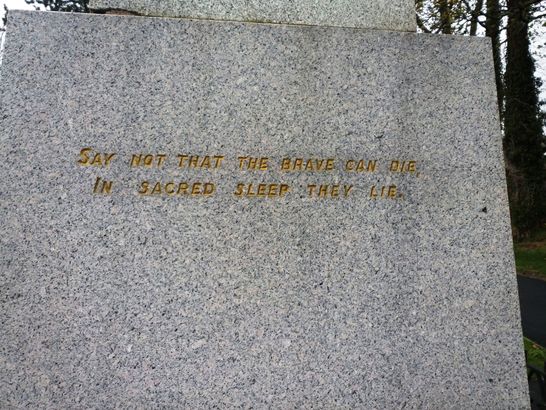 Say not that the brave can die,
In sacred sleep they lie.